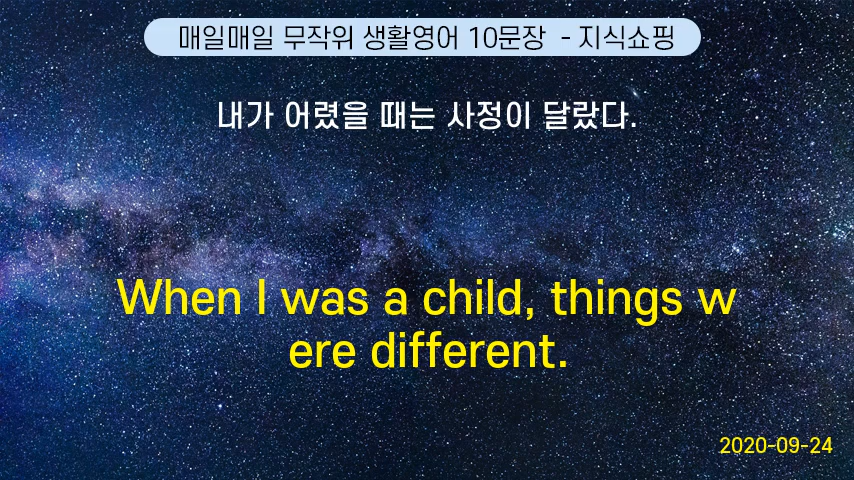 매일매일 무작위 생활영어 10문장 - 지식쇼핑
내가 어렸을 때는 사정이 달랐다.
When I was a child, things w
ere different.
2020-09-24